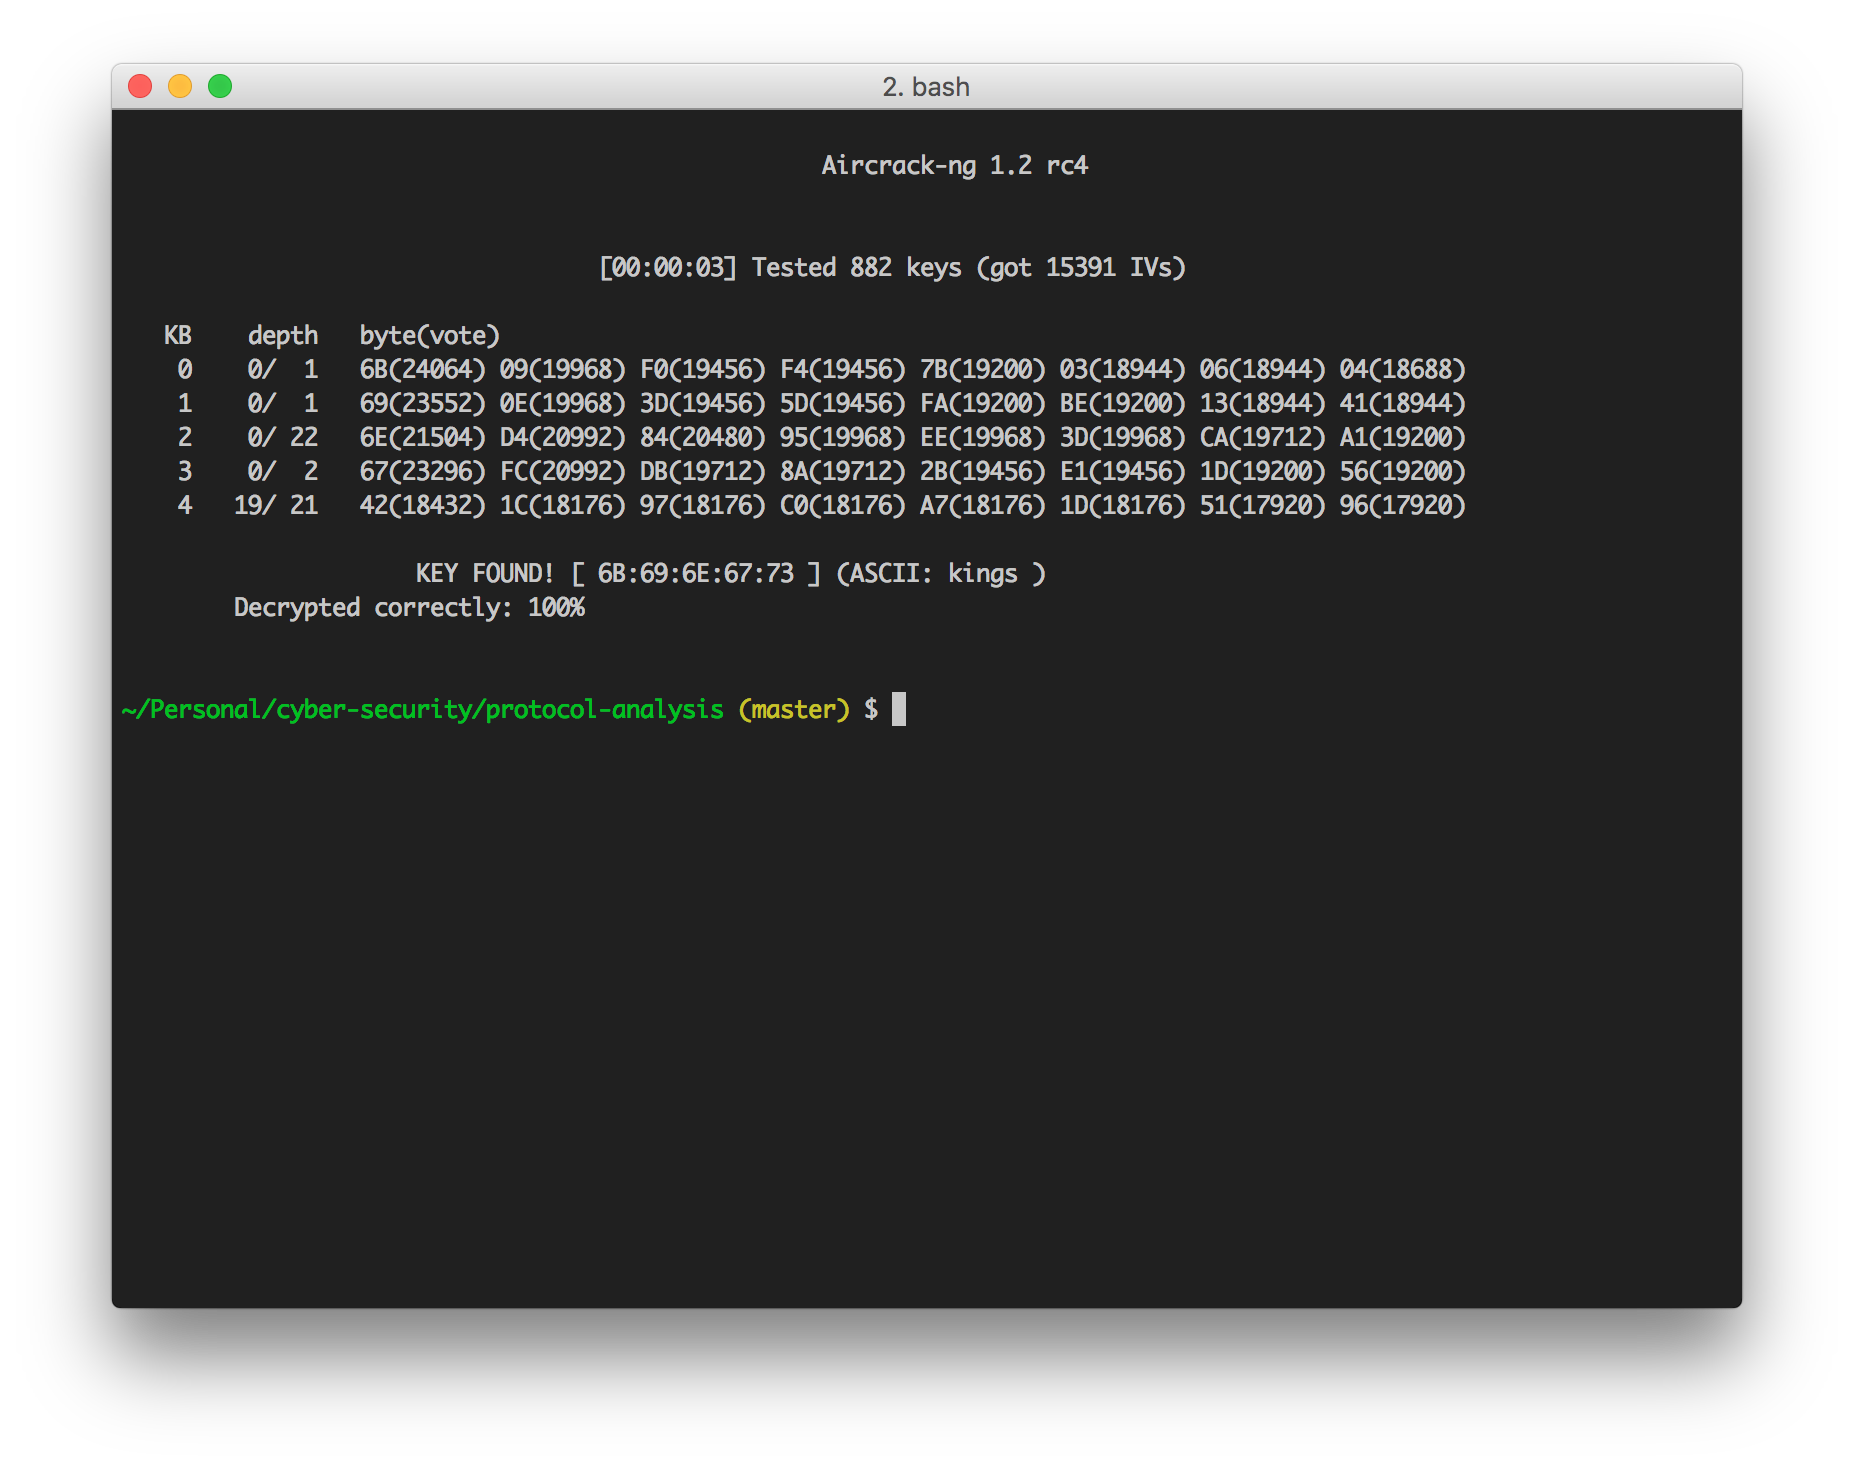 2. bash
Aircrack-ng 1.2 rc4
[00:00:03] Tested 882 keys (got 15391 IVs)
KB    depth   byte(vote)
0    0/  1   6B(24064) 09(19968) F0(19456) F4(19456) 7B(19200) 03(18944) 06(18944) 04(18688)
1    0/  1   69(23552) 0E(19968) 3D(19456) 5D(19456) FA(19200) BE(19200) 13(18944) 41(18944)
2    0/ 22   6E(21504) D4(20992) 84(20480) 95(19968) EE(19968) 3D(19968) CA(19712) A1(19200)
3    0/  2   67(23296) FC(20992) DB(19712) 8A(19712) 2B(19456) E1(19456) 1D(19200) 56(19200)
4   19/ 21   42(18432) 1C(18176) 97(18176) C0(18176) A7(18176) 1D(18176) 51(17920) 96(17920)
KEY FOUND! [ 6B:69:6E:67:73 ] (ASCII: kings )
Decrypted correctly: 100%
~/Personal/cyber-security/protocol-analysis (master) $